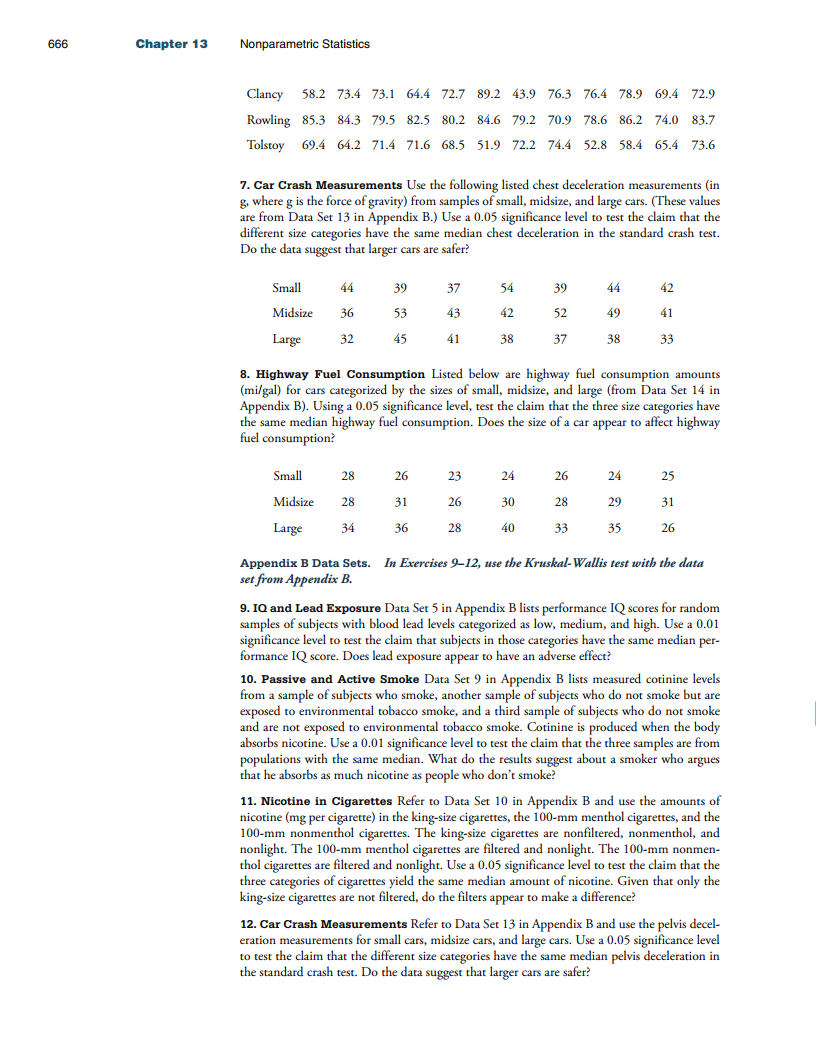 666 Chapter 13 Nonparametric Statistics
Clancy 58.2 73.4 73.1 64.4 72.7 89.2 43.9 76.3 76.4 78.9 69.4 72.9
Rowling 85.3 84.3 79.5 82.5 80.2 84.6 79.2 70.9 78.6 86.2 74.0 83.7
Tolstoy 69.4 64.2 71.4 71.6 68.5 51.9 72.2 74.4 52.8 58.4 65.4 73.6
7. Car Crash Measurements Use the following listed chest deceleration measurements (in
g, where g is the force of gravity) from samples of small, midsize, and large cars. (These values
are from Data Set 13 in Appendix B.) Use a 0.05 significance level to test the claim that the
different size categories have the same median chest deceleration in the standard crash test.
Do the data suggest that larger cars are safer?
Small 44 39 37 54 39 44 42
Midsize 36 53 43 42 52 49 41
Large 32 45 41 38 37 38 33
8. Highway Fuel Consumption Listed below are highway fuel consumption amounts
(mi/gal) for cars categorized by the sizes of small, midsize, and large (from Data Set 14 in
Appendix B). Using a 0.05 significance level, test the claim that the three size categories have
the same median highway fuel consumption. Does the size of a car appear to affect highway
fuel consumption?
Small 28 26 23 24 26 24 25
Midsize 28 31 26 30 28 29 31
Large 34 36 28 40 33 35 26
Appendix B Data Sets. In Exercises 9–12, use the Kruskal-Wallis test with the data
set from Appendix B.
9. IQ and Lead Exposure Data Set 5 in Appendix B lists performance IQ scores for random
samples of subjects with blood lead levels categorized as low, medium, and high. Use a 0.01
significance level to test the claim that subjects in those categories have the same median per-
formance IQ score. Does lead exposure appear to have an adverse effect?
10. Passive and Active Smoke Data Set 9 in Appendix B lists measured cotinine levels
from a sample of subjects who smoke, another sample of subjects who do not smoke but are
exposed to environmental tobacco smoke, and a third sample of subjects who do not smoke
and are not exposed to environmental tobacco smoke. Cotinine is produced when the body
absorbs nicotine. Use a 0.01 significance level to test the claim that the three samples are from
populations with the same median. What do the results suggest about a smoker who argues
that he absorbs as much nicotine as people who don't smoke?
11. Nicotine in Cigarettes Refer to Data Set 10 in Appendix B and use the amounts of
nicotine (mg per cigarette) in the king-size cigarettes, the 100-mm menthol cigarettes, and the
100-mm nonmenthol cigarettes. The king-size cigarettes are nonfiltered, nonmenthol, and
nonlight. The 100-mm menthol cigarettes are filtered and nonlight. The 100-mm nonmen-
thol cigarettes are filtered and nonlight. Use a 0.05 significance level to test the claim that the
three categories of cigarettes yield the same median amount of nicotine. Given that only the
king-size cigarettes are not filtered, do the filters appear to make a difference?
12. Car Crash Measurements Refer to Data Set 13 in Appendix B and use the pelvis decel-
eration measurements for small cars, midsize cars, and large cars. Use a 0.05 significance level
to test the claim that the different size categories have the same median pelvis deceleration in
the standard crash test. Do the data suggest that larger cars are safer?